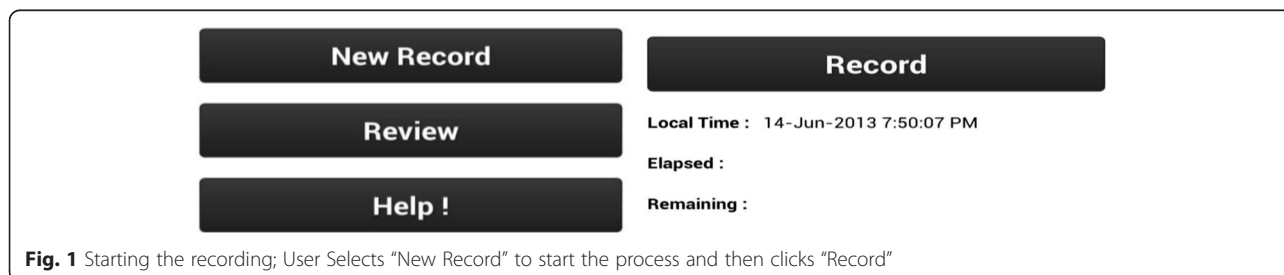 New Record
Review
Help !
Record
Local Time : 14-Jun-2013 7:50:07 PM
Elapsed :
Remaining :
Fig. 1 Starting the recording; User Selects "New Record" to start the process and then clicks "Record"